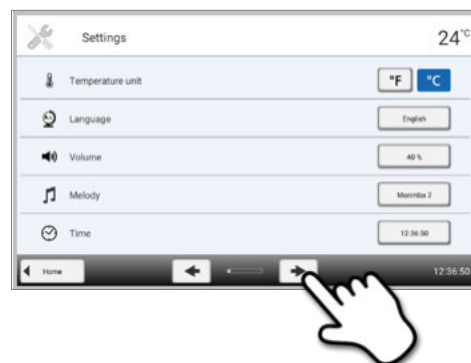 Settings
24°C
Temperature unit
°F
°C
Language
English
Volume
40 %
Melody
Marimba 2
Time
12:36:50
Home
12:36:50